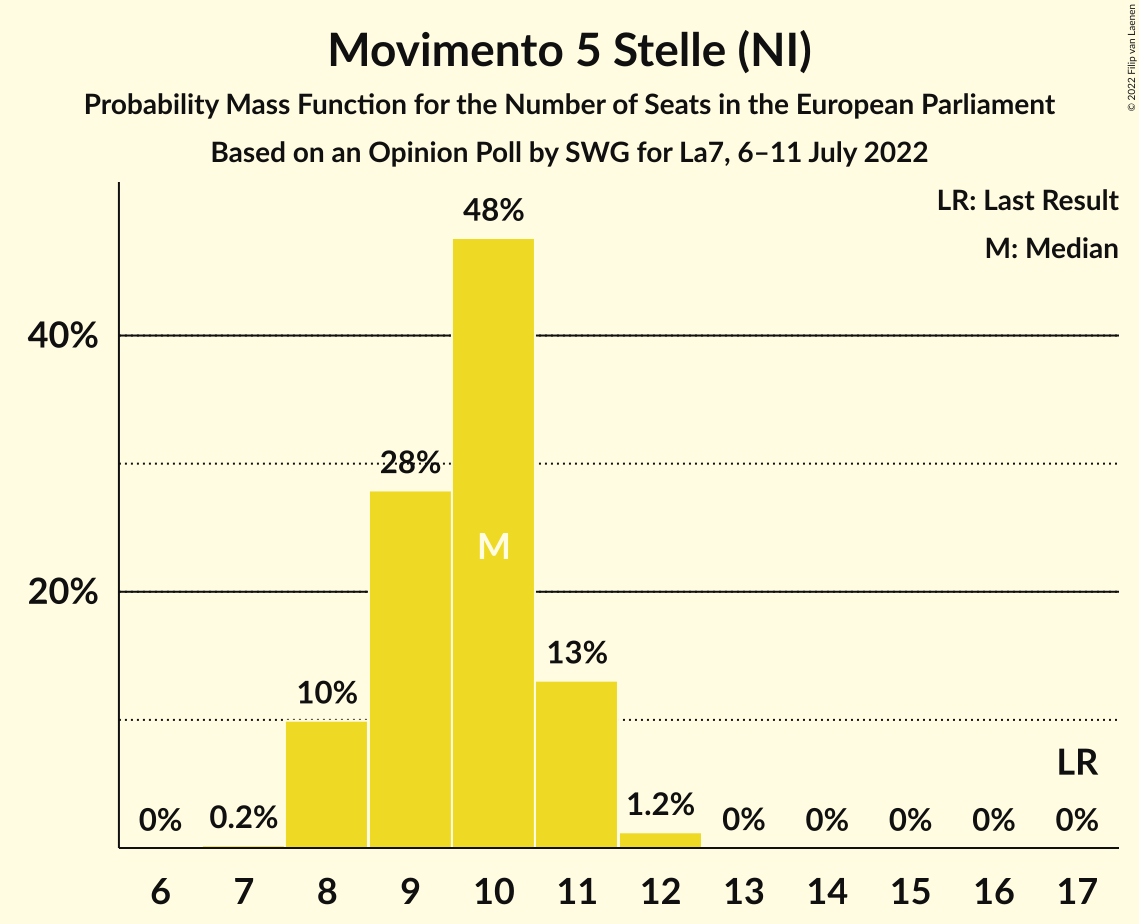 Movimento 5 Stelle (NI)
Probability Mass Function for the Number of Seats in the European Parliament
Based on an Opinion Poll by SWG for La7, 6–11 July 2022
© 2022 Filip van Laenen
LR: Last Result
M: Median
48%
40%
28%
M
20%
13%
10%
LR
0% 0.2% 1.2% 0% 0% 0% 0% 0%
6 7 8 9 10 11 12 13 14 15 16 17